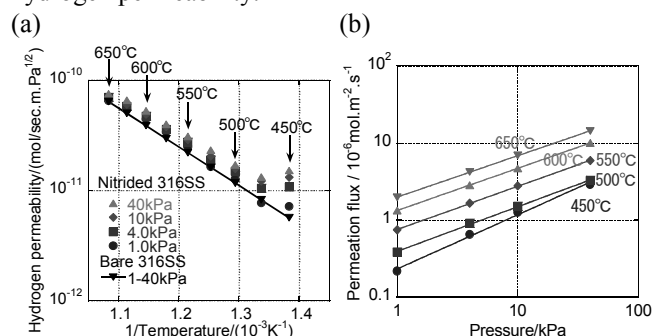 hydrogen permeability.
(a)
Hydrogen permeability/(mol/sec.m.Pa1/2)
10-10
10-11
10-12
650°C
600°C
550°C
500°C
450°C
Nitrided 316SS
40kPa
10kPa
4.0kPa
1.0kPa
Bare 316SS
1-40kPa
1.1 1.2 1.3 1.4
1/Temperature/(10-3K-1)
(b)
Permeation flux / 10-6mol.m-2.s-1
102
10
1
0.1
650°C
600°C
550°C
500°C
450°C
1 10 100
Pressure/kPa